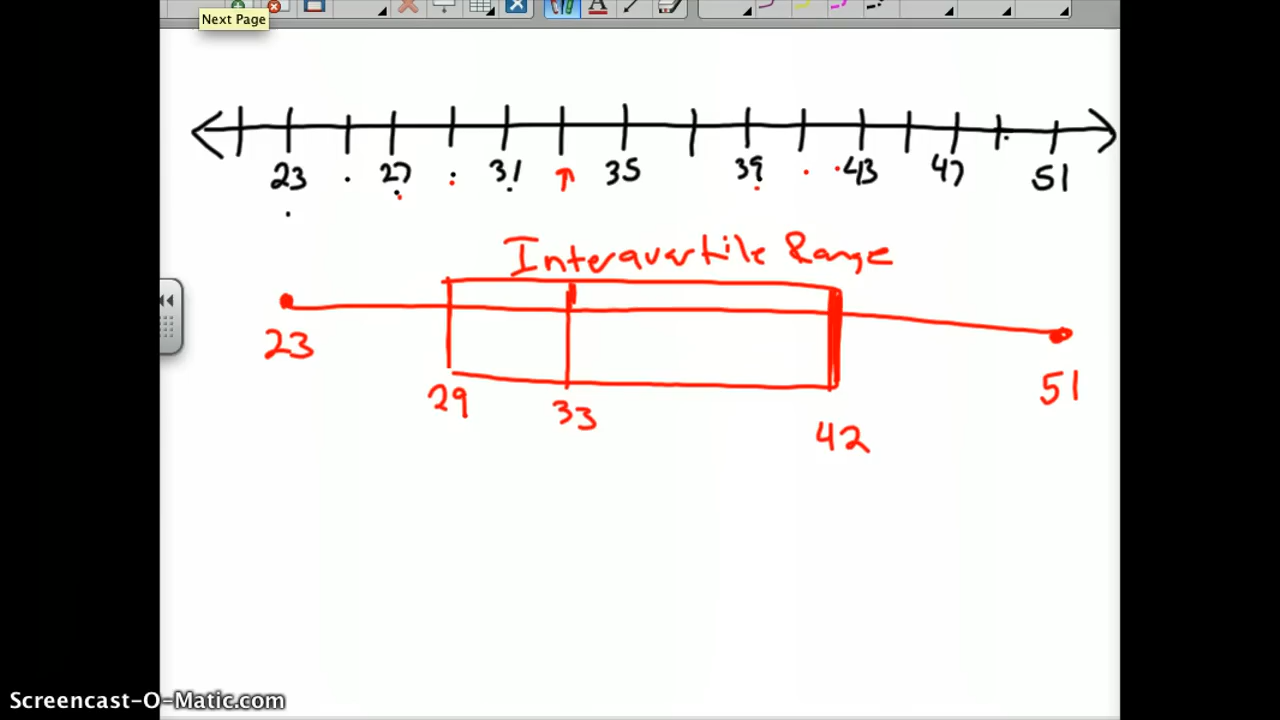 Next Page
23 27 31 35 39 43 47 51
Interquartile Range
23 29 33 42 51
Screencast-O-Matic.com